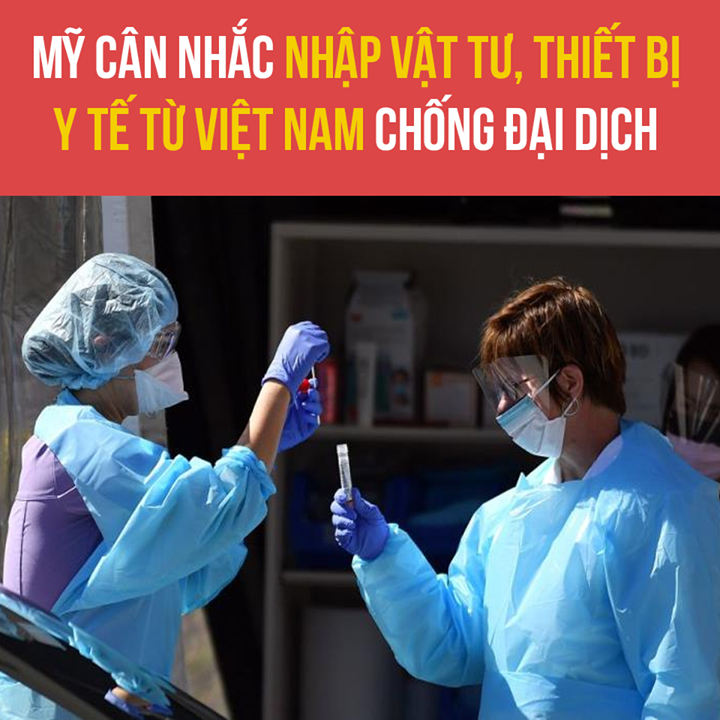 MỸ CÂN NHẮC NHẬP VẬT TƯ, THIẾT BỊ
Y TẾ TỪ VIỆT NAM CHỐNG ĐẠI DỊCH